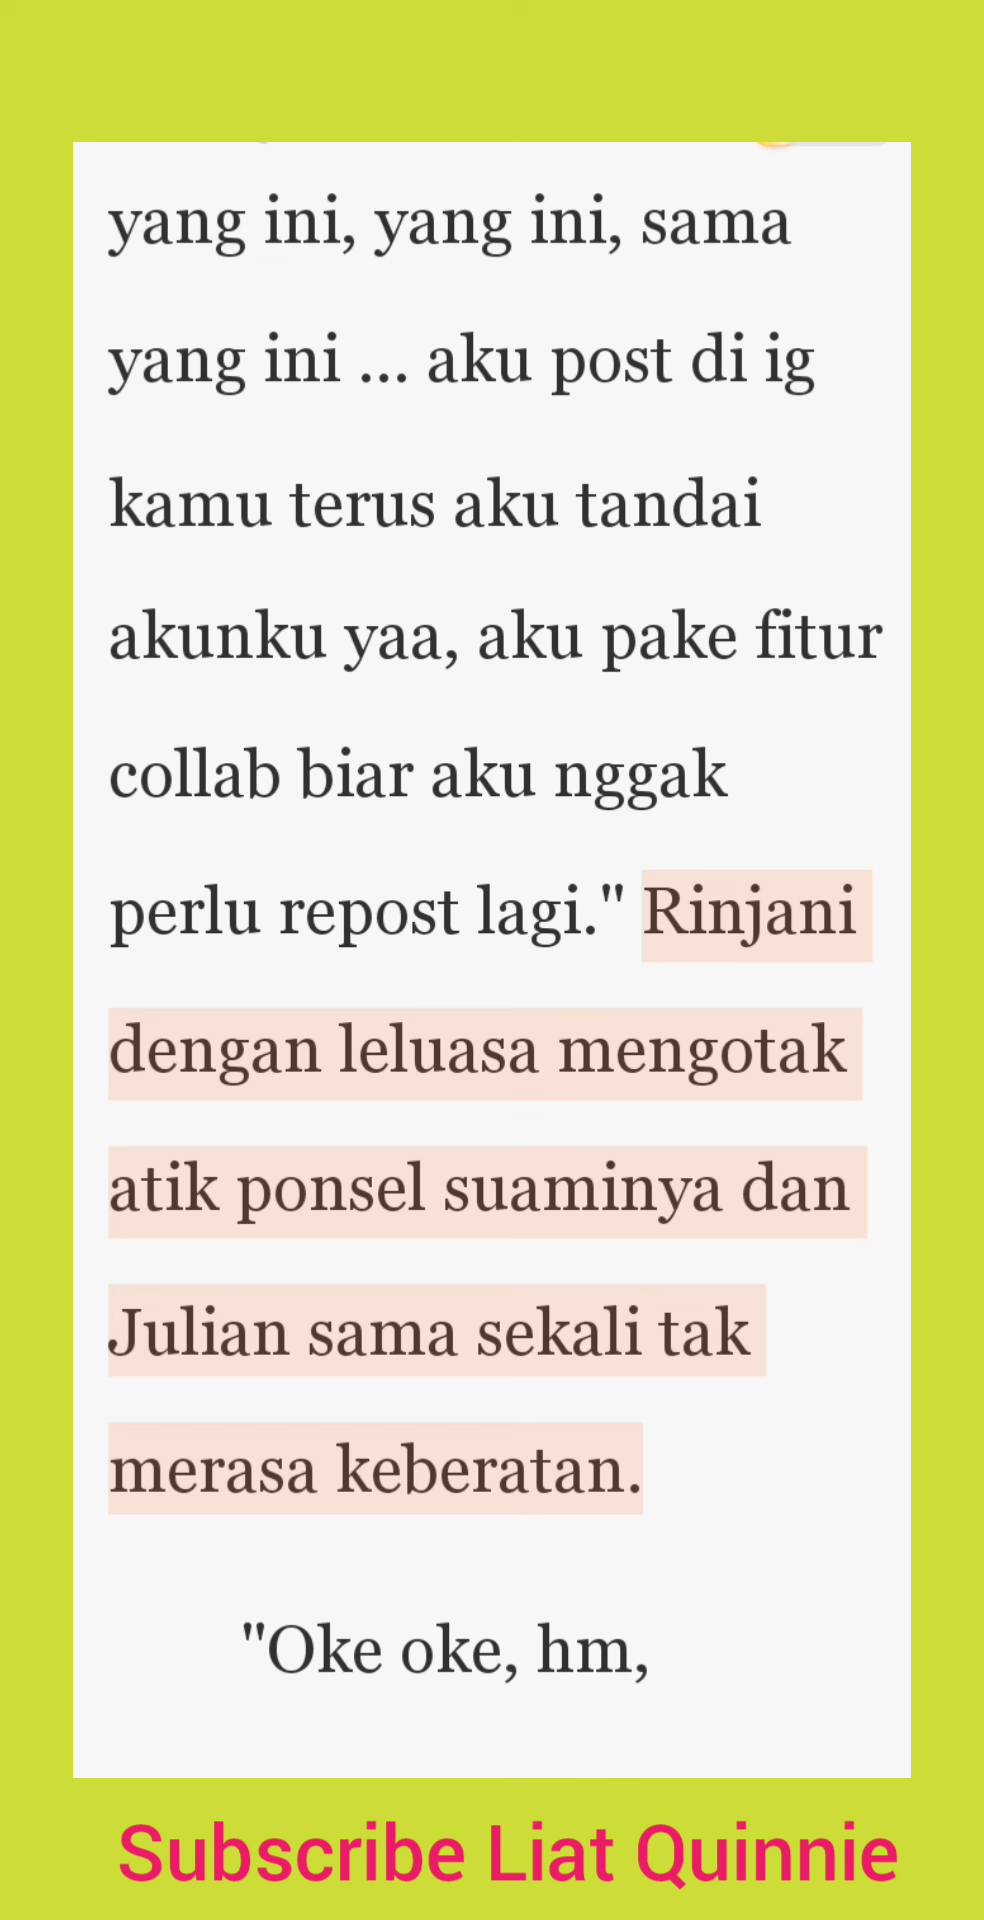 yang ini, yang ini, sama
yang ini ... aku post di ig
kamu terus aku tandai
akunku yaa, aku pake fitur
collab biar aku nggak
perlu repost lagi." Rinjani
dengan leluasa mengotak
atik ponsel suaminya dan
Julian sama sekali tak
merasa keberatan.
"Oke oke, hm,
Subscribe Liat Quinnie